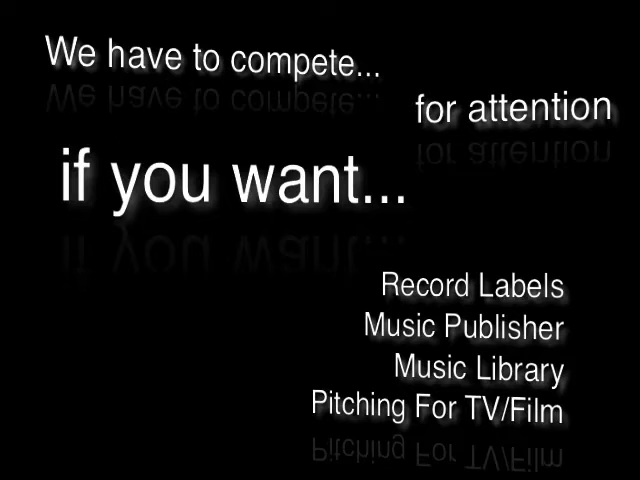 We have to compete...
for attention
if you want...
Record Labels
Music Publisher
Music Library
Pitching For TV/Film